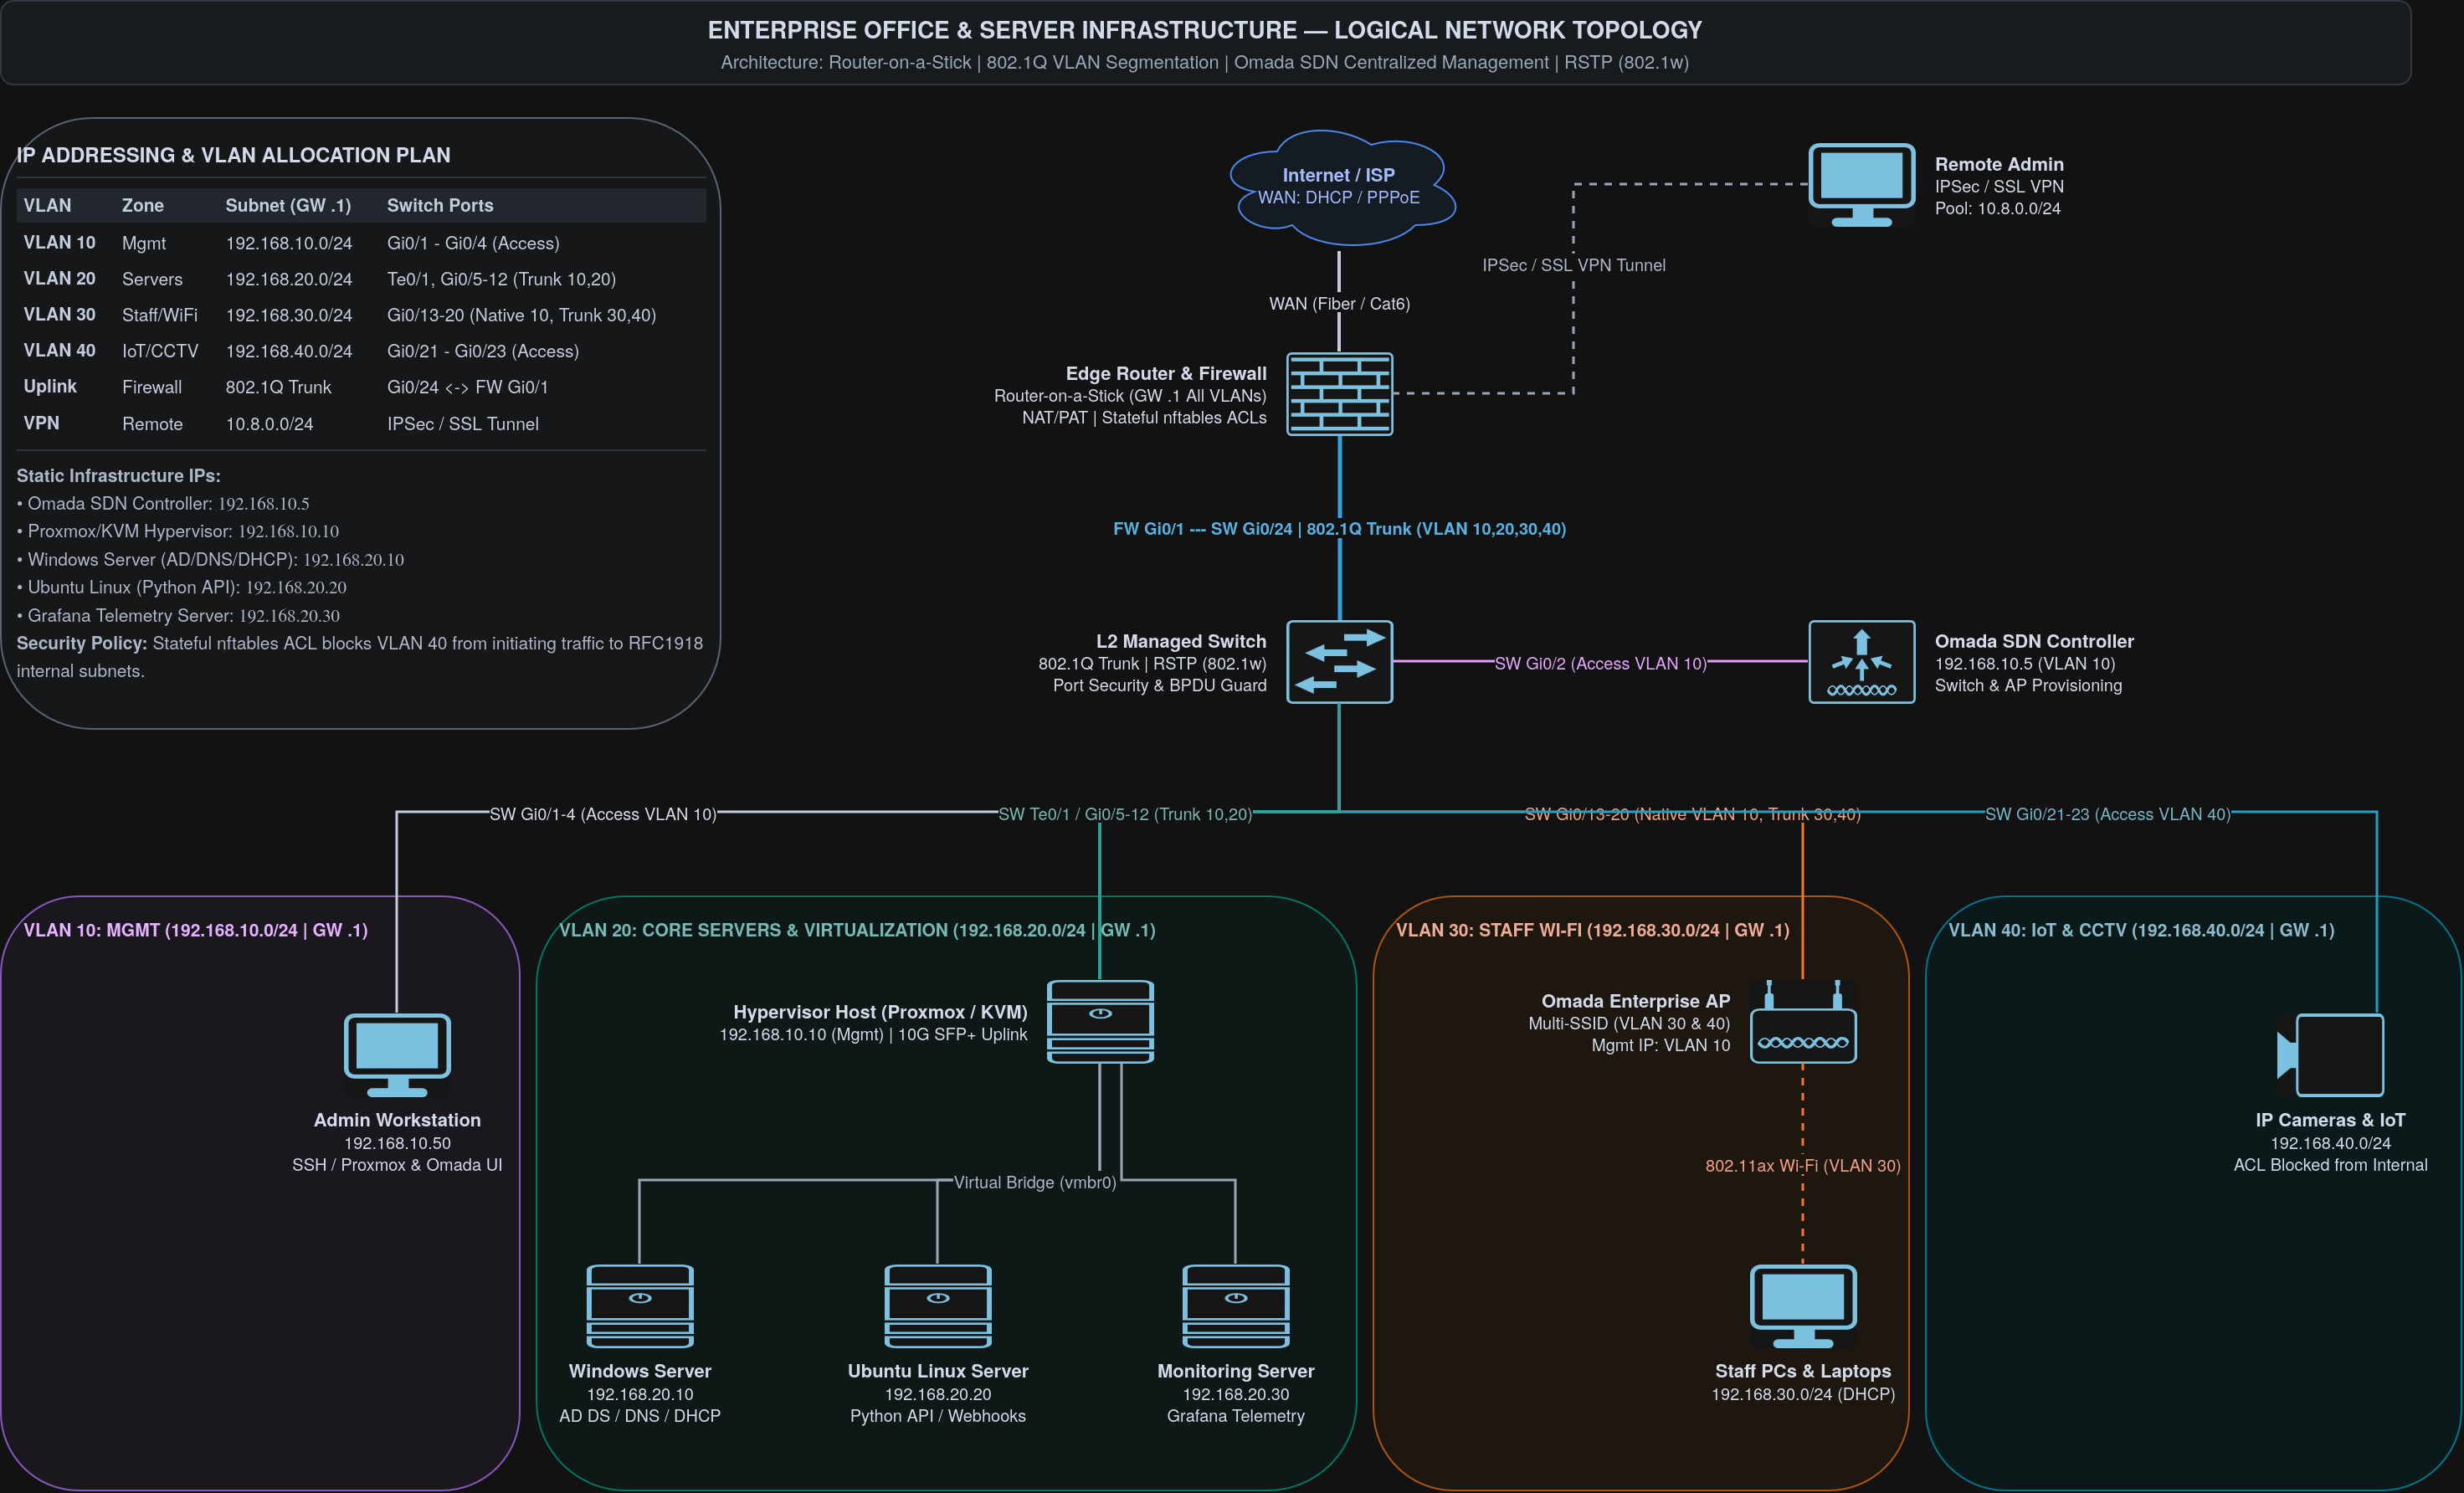 ENTERPRISE OFFICE & SERVER INFRASTRUCTURE — LOGICAL NETWORK TOPOLOGY
Architecture: Router-on-a-Stick | 802.1Q VLAN Segmentation | Omada SDN Centralized Management | RSTP (802.1w)
IP ADDRESSING & VLAN ALLOCATION PLAN
VLAN Zone Subnet (GW .1) Switch Ports
VLAN 10 Mgmt 192.168.10.0/24 Gi0/1 - Gi0/4 (Access)
VLAN 20 Servers 192.168.20.0/24 Te0/1, Gi0/5-12 (Trunk 10,20)
VLAN 30 Staff/WiFi 192.168.30.0/24 Gi0/13-20 (Native 10, Trunk 30,40)
VLAN 40 IoT/CCTV 192.168.40.0/24 Gi0/21 - Gi0/23 (Access)
Uplink Firewall 802.1Q Trunk Gi0/24 <-> FW Gi0/1
VPN Remote 10.8.0.0/24 IPSec / SSL Tunnel
Static Infrastructure IPs:
• Omada SDN Controller: 192.168.10.5
• Proxmox/KVM Hypervisor: 192.168.10.10
• Windows Server (AD/DNS/DHCP): 192.168.20.10
• Ubuntu Linux (Python API): 192.168.20.20
• Grafana Telemetry Server: 192.168.20.30
Security Policy: Stateful nftables ACL blocks VLAN 40 from initiating traffic to RFC1918
internal subnets.
Internet / ISP
WAN: DHCP / PPPoE
Remote Admin
IPSec / SSL VPN
Pool: 10.8.0.0/24
IPSec / SSL VPN Tunnel
WAN (Fiber / Cat6)
Edge Router & Firewall
Router-on-a-Stick (GW .1 All VLANs)
NAT/PAT | Stateful nftables ACLs
FW Gi0/1 --- SW Gi0/24 | 802.1Q Trunk (VLAN 10,20,30,40)
L2 Managed Switch
802.1Q Trunk | RSTP (802.1w)
Port Security & BPDU Guard
SW Gi0/2 (Access VLAN 10)
Omada SDN Controller
192.168.10.5 (VLAN 10)
Switch & AP Provisioning
SW Gi0/1-4 (Access VLAN 10)
SW Te0/1 / Gi0/5-12 (Trunk 10,20)
SW Gi0/13-20 (Native VLAN 10, Trunk 30,40)
SW Gi0/21-23 (Access VLAN 40)
VLAN 10: MGMT (192.168.10.0/24 | GW .1)
Admin Workstation
192.168.10.50
SSH / Proxmox & Omada UI
VLAN 20: CORE SERVERS & VIRTUALIZATION (192.168.20.0/24 | GW .1)
Hypervisor Host (Proxmox / KVM)
192.168.10.10 (Mgmt) | 10G SFP+ Uplink
Virtual Bridge (vmbr0)
Windows Server
192.168.20.10
AD DS / DNS / DHCP
Ubuntu Linux Server
192.168.20.20
Python API / Webhooks
Monitoring Server
192.168.20.30
Grafana Telemetry
VLAN 30: STAFF WI-FI (192.168.30.0/24 | GW .1)
Omada Enterprise AP
Multi-SSID (VLAN 30 & 40)
Mgmt IP: VLAN 10
802.11ax Wi-Fi (VLAN 30)
Staff PCs & Laptops
192.168.30.0/24 (DHCP)
VLAN 40: IoT & CCTV (192.168.40.0/24 | GW .1)
IP Cameras & IoT
192.168.40.0/24
ACL Blocked from Internal